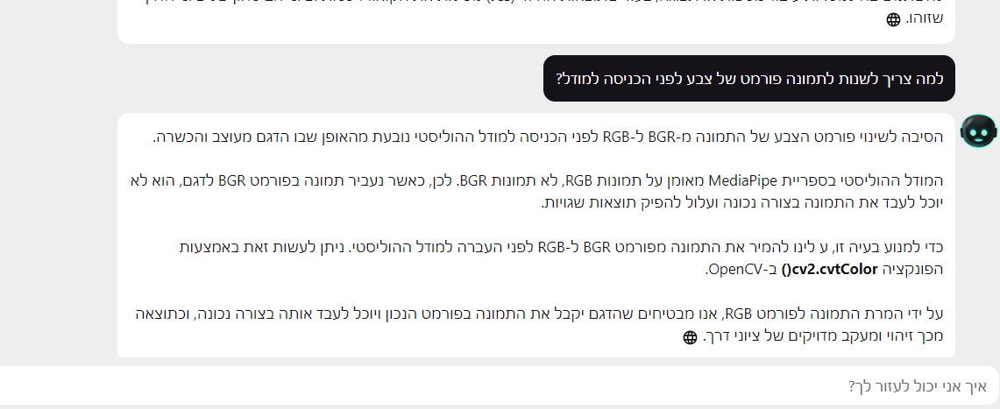 שזוהו.
למה צריך לשנות לתמונה פורמט של צבע לפני הכניסה למודל?
הסיבה לשינוי פורמט הצבע של התמונה מ-BGR ל-RGB לפני הכניסה למודל ההוליסטי נובעת מהאופן שבו הדגם מעוצב והכשרה.
המודל ההוליסטי בספריית MediaPipe מאומן על תמונות RGB, לא תמונות BGR. לכן, כאשר נעביר תמונה בפורמט BGR לדגם, הוא לא
יוכל לעבד את התמונה בצורה נכונה ועלול להפיק תוצאות שגויות.
כדי למנוע בעיה זו, ע לינו להמיר את התמונה מפורמט BGR ל-RGB לפני העברה למודל ההוליסטי. ניתן לעשות זאת באמצעות
הפונקציה cv2.cvtColor() ב-OpenCV.
על ידי המרת התמונה לפורמט RGB, אנו מבטיחים שהדגם יקבל את התמונה בפורמט הנכון ויוכל לעבד אותה בצורה נכונה, וכתוצאה
מכך זיהוי ומעקב מדויקים של ציוני דרך.
איך אני יכול לעזור לך?